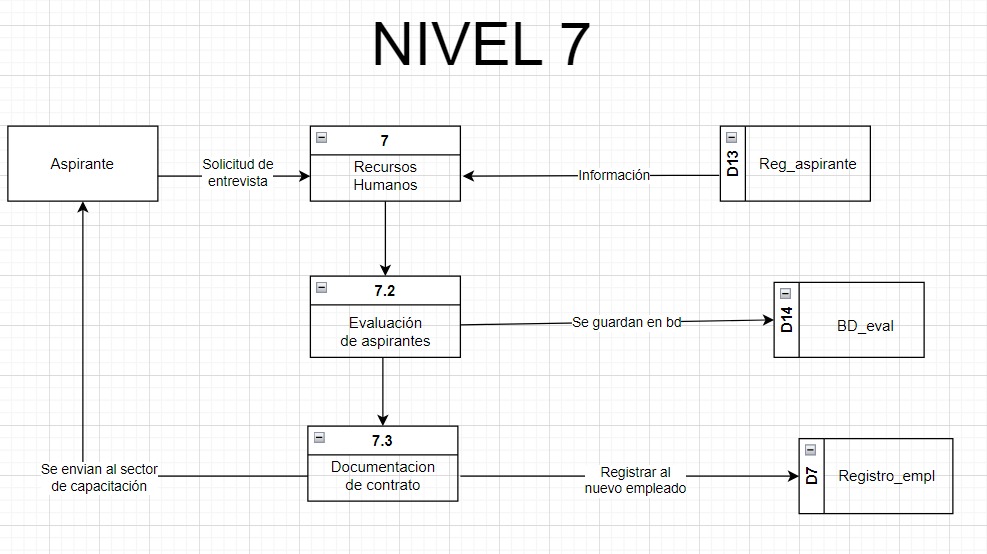 NIVEL 7
Aspirante
Solicitud de
entrevista
7
Recursos
Humanos
Información
D13
Reg_aspirante
7.2
Evaluación
de aspirantes
Se guardan en bd
D14
BD_eval
7.3
Documentacion
de contrato
Se envian al sector
de capacitación
Registrar al
nuevo empleado
D7
Registro_empl